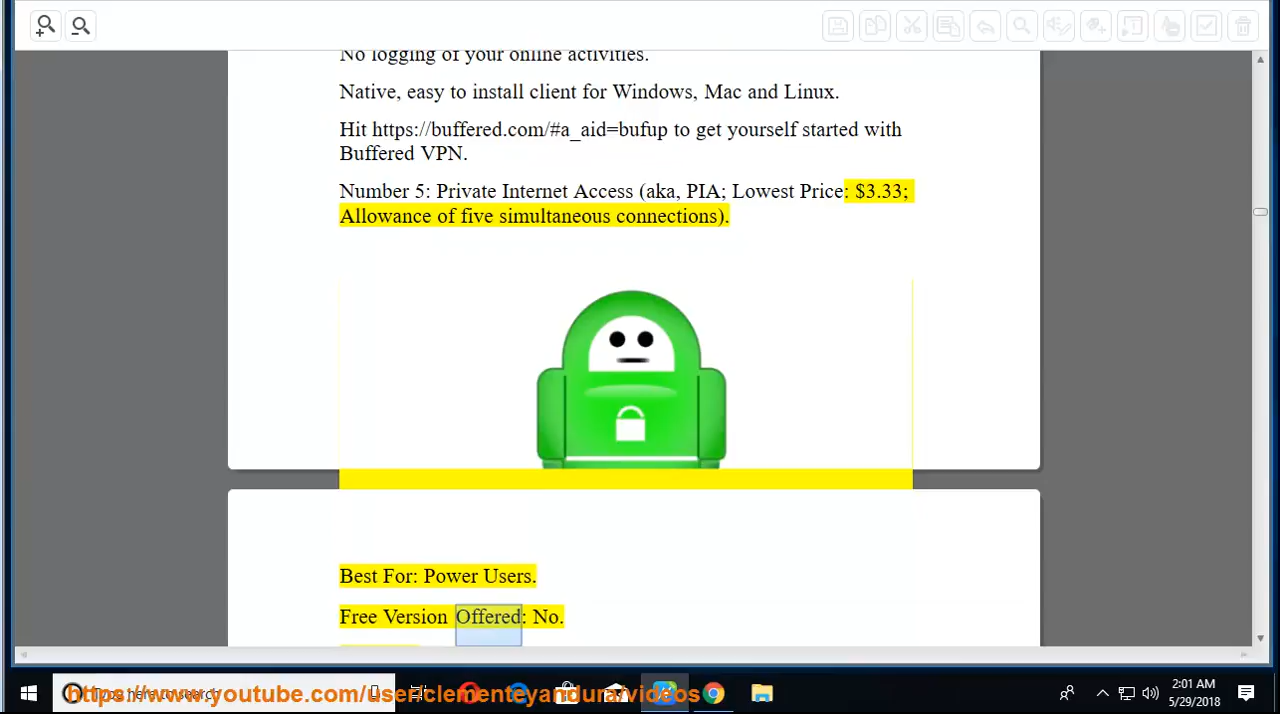 No logging of your online activities.
Native, easy to install client for Windows, Mac and Linux.
Hit https://buffered.com/#a_aid=bufup to get yourself started with
Buffered VPN.
Number 5: Private Internet Access (aka, PIA; Lowest Price: $3.33;
Allowance of five simultaneous connections).
Best For: Power Users.
Free Version Offered: No.
https://www.youtube.com/user/clementeyandura/videos
2:01 AM
5/29/2018